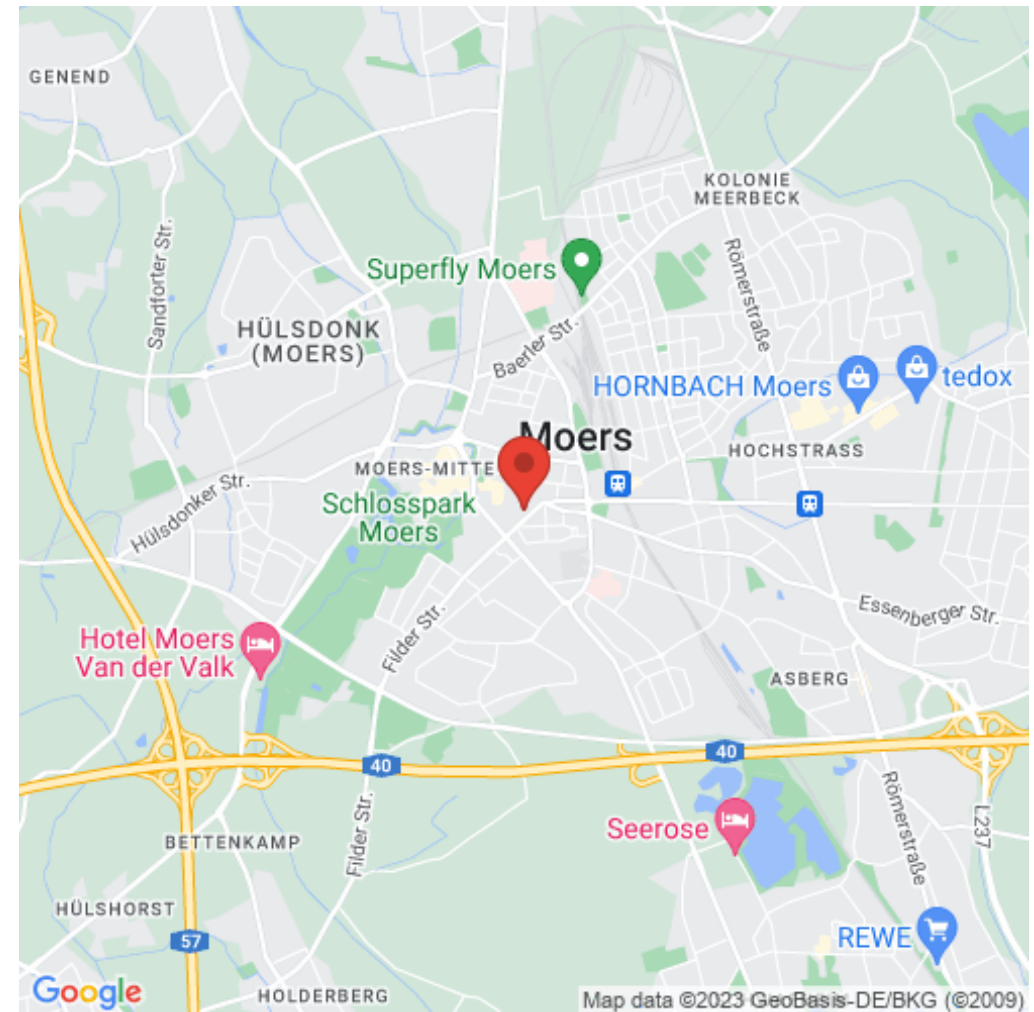 GENEND
KOLONIE
MEERBECK
Superfly Moers
Sandforter Str.
Römerstraße
HÜLSDONK
(MOERS)
Baerler Str.
HORNBACH Moers
tedox
Moers
HOCHSTRASS
MOERS-MITTE
Hülsdonker Str.
Schlosspark
Moers
Essenberger Str.
Filder Str.
Hotel Moers
Van der Valk
ASBERG
40
40
Filder Str.
Seerose
Römerstraße
L237
BETTENKAMP
HÜLSHORST
57
REWE
Google
HOLDERBERG
Map data ©2023 GeoBasis-DE/BKG (©2009)